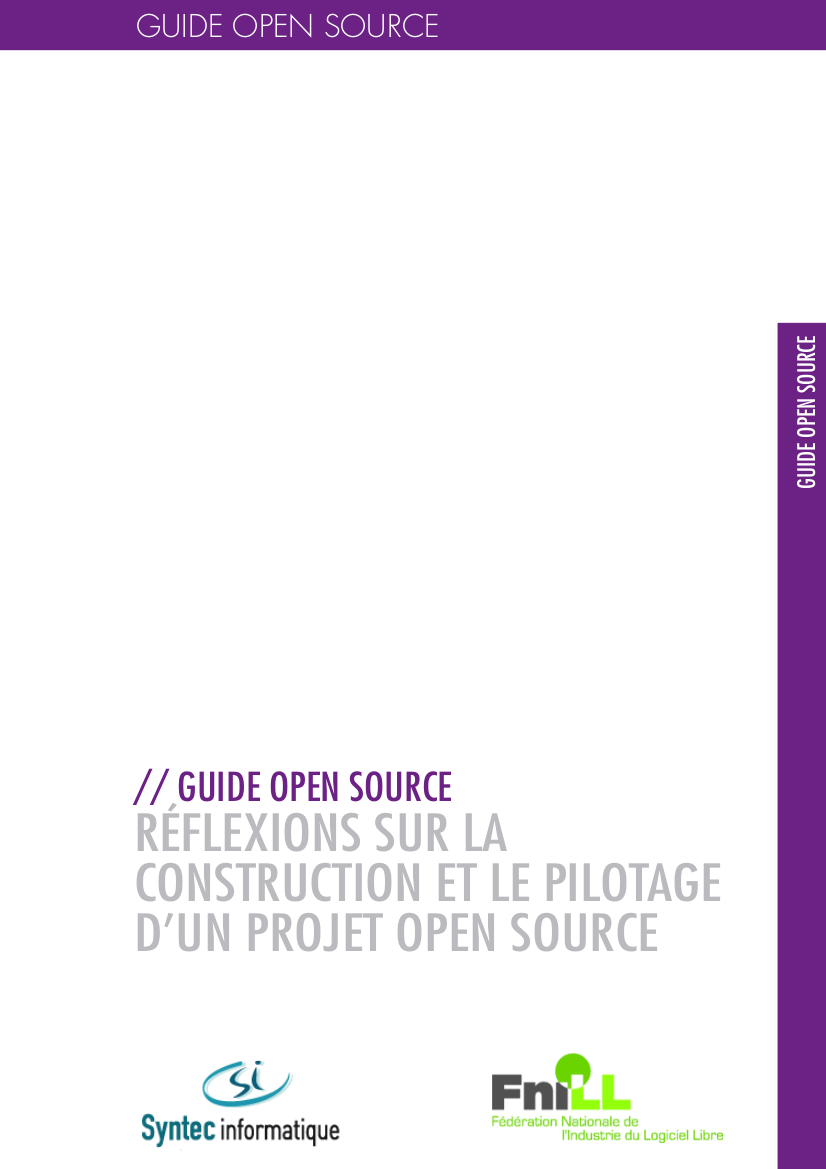 GUIDE OPEN SOURCE
GUIDE OPEN SOURCE
// GUIDE OPEN SOURCE
RÉFLEXIONS SUR LA
CONSTRUCTION ET LE PILOTAGE
D’UN PROJET OPEN SOURCE
Si
Syntec informatique
FniLL
Fédération Nationale de
l'Industrie du Logiciel Libre